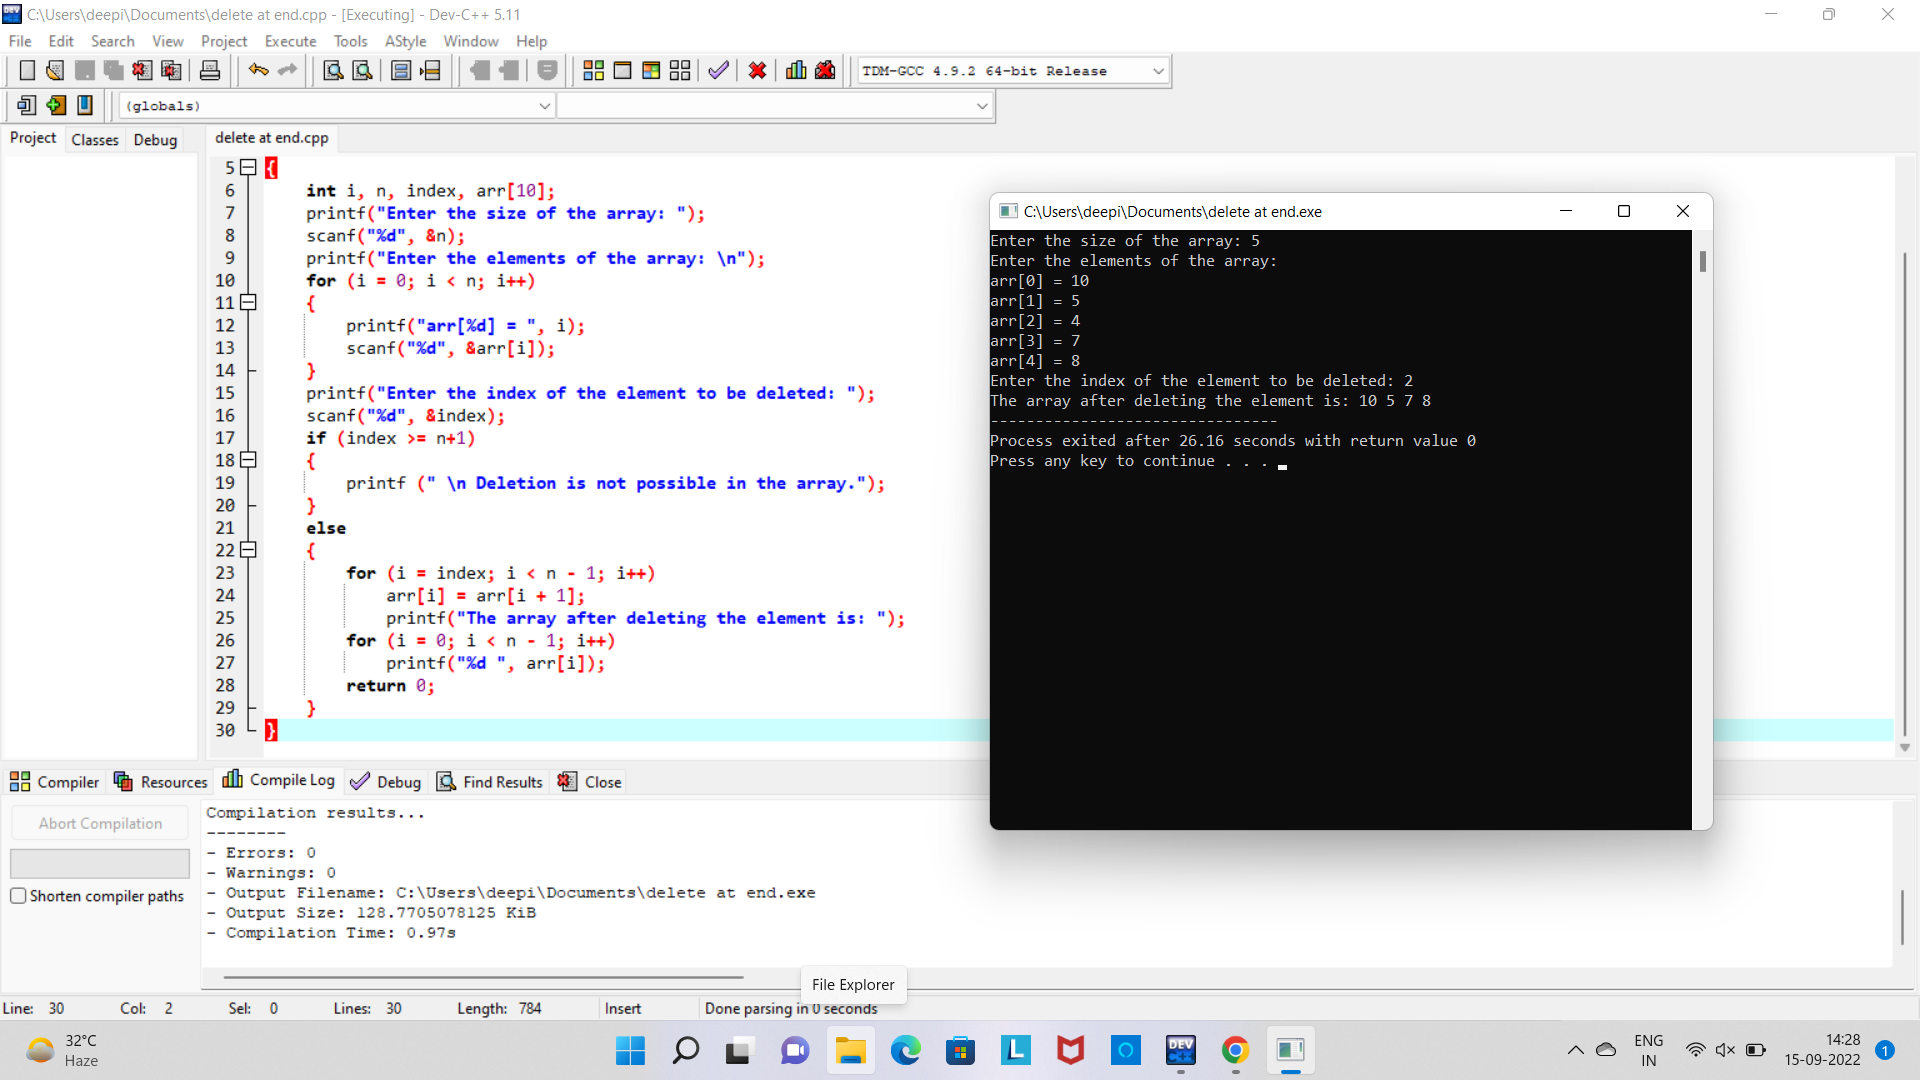 C:\Users\deepi\Documents\delete at end.cpp - [Executing] - Dev-C++ 5.11
File Edit Search View Project Execute Tools AStyle Window Help
TDM-GCC 4.9.2 64-bit Release
(globals)
Project Classes Debug
delete at end.cpp
5 {
6 int i, n, index, arr[10];
7 printf("Enter the size of the array: ");
8 scanf("%d", &n);
9 printf("Enter the elements of the array: \n");
10 for (i = 0; i < n; i++)
11 {
12 printf("arr[%d] = ", i);
13 scanf("%d", &arr[i]);
14 }
15 printf("Enter the index of the element to be deleted: ");
16 scanf("%d", &index);
17 if (index >= n+1)
18 {
19 printf (" \n Deletion is not possible in the array.");
20 }
21 else
22 {
23 for (i = index; i < n - 1; i++)
24 arr[i] = arr[i + 1];
25 printf("The array after deleting the element is: ");
26 for (i = 0; i < n - 1; i++)
27 printf("%d ", arr[i]);
28 return 0;
29 }
30 }
C:\Users\deepi\Documents\delete at end.exe
Enter the size of the array: 5
Enter the elements of the array:
arr[0] = 10
arr[1] = 5
arr[2] = 4
arr[3] = 7
arr[4] = 8
Enter the index of the element to be deleted: 2
The array after deleting the element is: 10 5 7 8
--------------------------------
Process exited after 26.16 seconds with return value 0
Press any key to continue . . .
Compiler Resources Compile Log Debug Find Results Close
Abort Compilation
Shorten compiler paths
Compilation results...
--------
- Errors: 0
- Warnings: 0
- Output Filename: C:\Users\deepi\Documents\delete at end.exe
- Output Size: 128.7705078125 KiB
- Compilation Time: 0.97s
File Explorer
Line: 30 Col: 2 Sel: 0 Lines: 30 Length: 784 Insert Done parsing in 0 seconds
32°C
Haze
DEV
C++
ENG
IN
14:28
15-09-2022
1